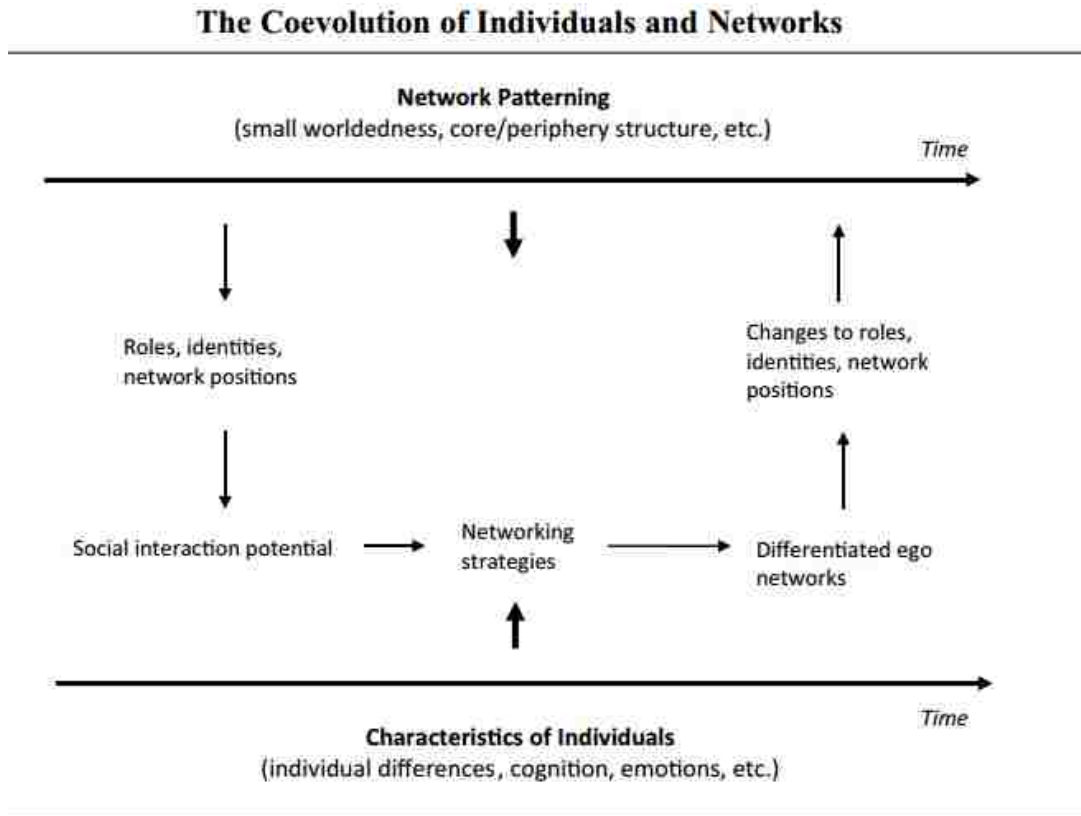 The Coevolution of Individuals and Networks
Network Patterning
(small worldedness, core/periphery structure, etc.)
Time
Roles, identities,
network positions
Changes to roles,
identities, network
positions
Social interaction potential
Networking
strategies
Differentiated ego
networks
Time
Characteristics of Individuals
(individual differences, cognition, emotions, etc.)